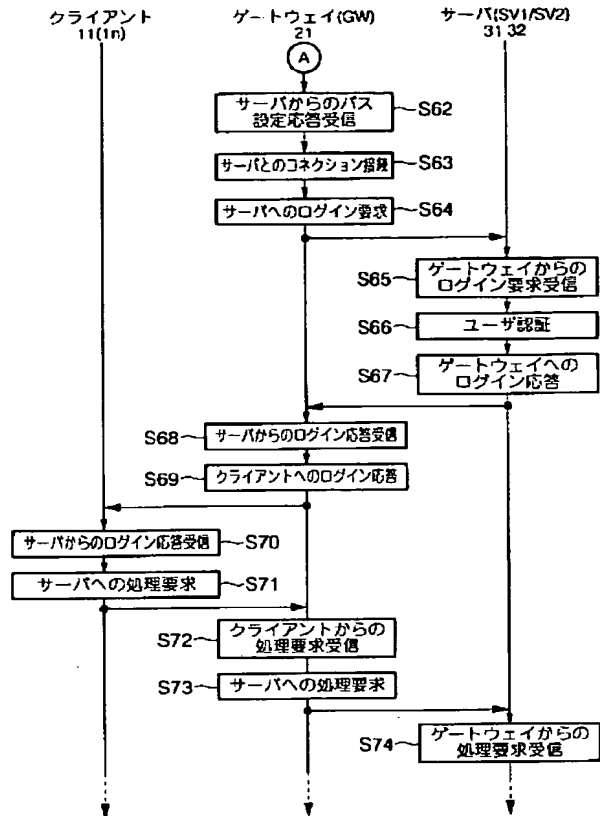 クライアント
11(1n)
ゲートウェイ(GW)
21
サーバ(SV1/SV2)
31 32
A
サーバからのパス
設定応答受信
S62
サーバとのコネクション接続
S63
サーバへのログイン要求
S64
S65
ゲートウェイからの
ログイン要求受信
S66
ユーザ認証
S67
ゲートウェイへの
ログイン応答
S68
サーバからのログイン応答受信
S69
クライアントへのログイン応答
サーバからのログイン応答受信
S70
サーバへの処理要求
S71
S72
クライアントからの
処理要求受信
S73
サーバへの処理要求
S74
ゲートウェイからの
処理要求受信